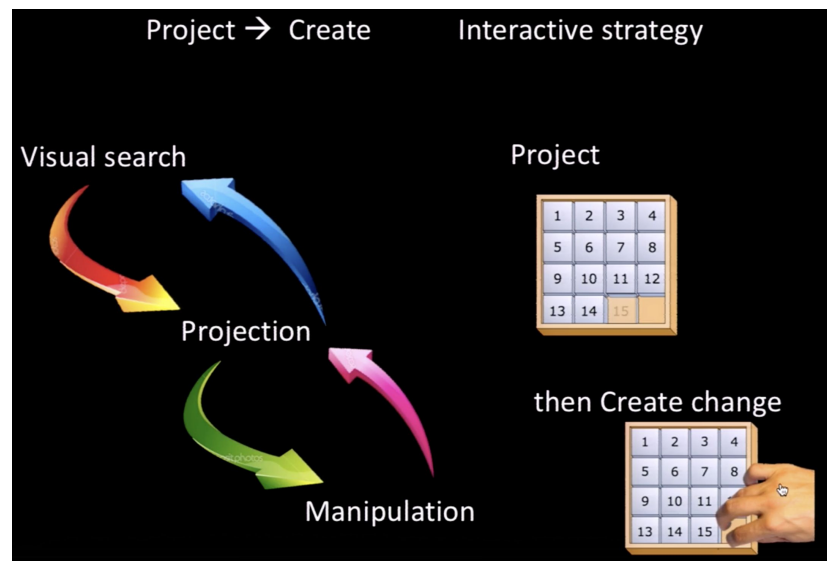 Project → Create
Interactive strategy
Visual search
Projection
Manipulation
Project
1 2 3 4
5 6 7 8
9 10 11 12
13 14 15
then Create change
1 2 3 4
5 6 7 8
9 10 11
13 14 15